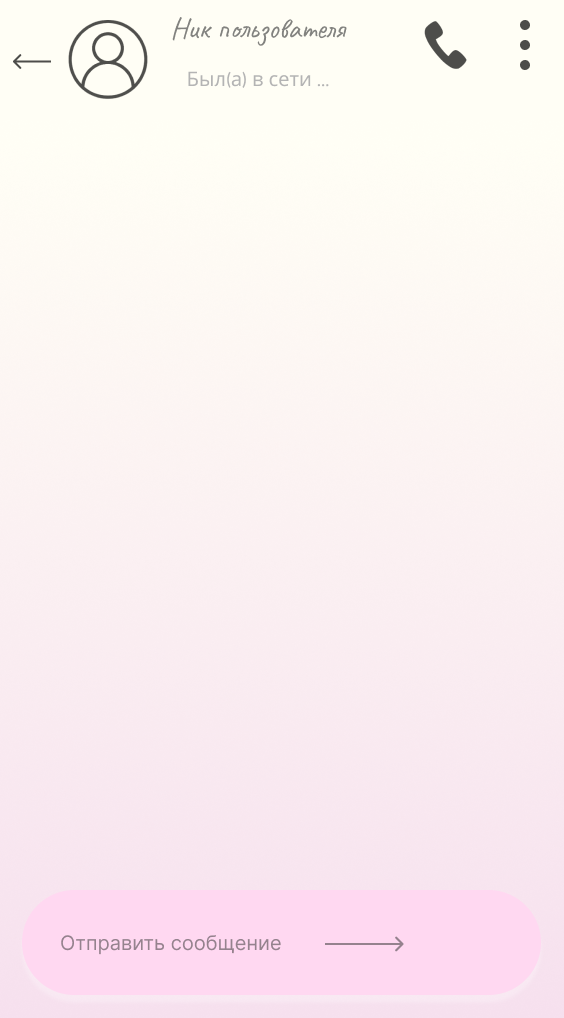 Ник пользователя
Был(а) в сети ...
Отправить сообщение